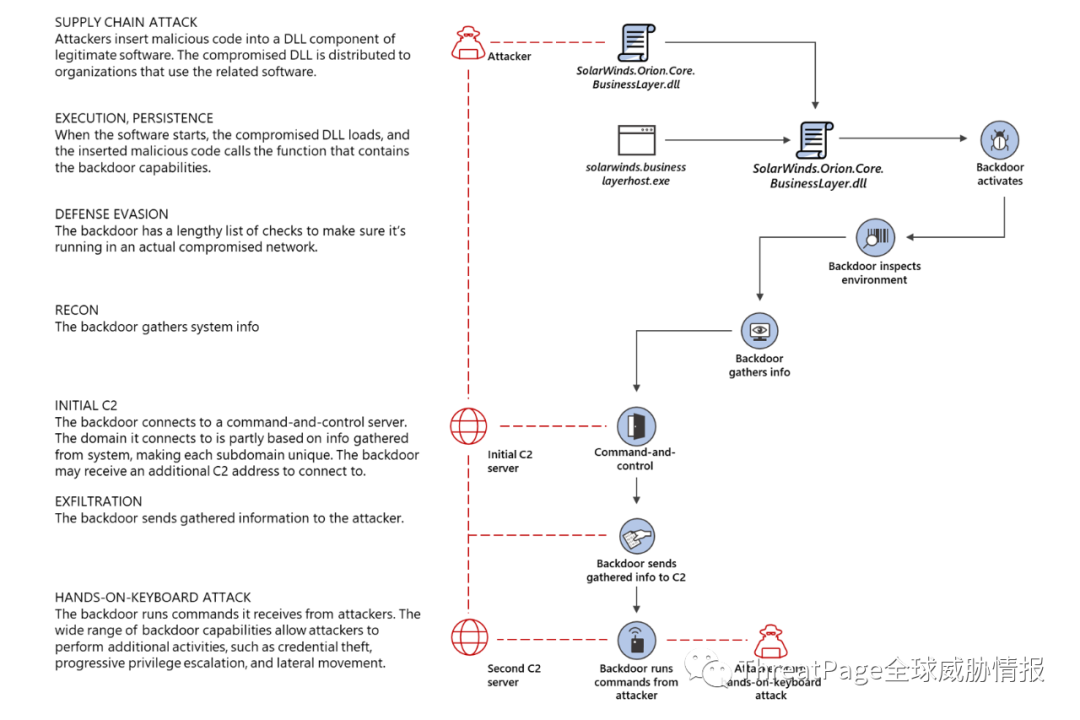 SUPPLY CHAIN ATTACK
Attackers insert malicious code into a DLL component of
legitimate software. The compromised DLL is distributed to
organizations that use the related software.
Attacker
SolarWinds.Orion.Core.
BusinessLayer.dll
EXECUTION, PERSISTENCE
When the software starts, the compromised DLL loads, and
the inserted malicious code calls the function that contains
the backdoor capabilities.
solarwinds.business
layerhost.exe
SolarWinds.Orion.Core.
BusinessLayer.dll
Backdoor
activates
DEFENSE EVASION
The backdoor has a lengthy list of checks to make sure it's
running in an actual compromised network.
Backdoor inspects
environment
RECON
The backdoor gathers system info
Backdoor
gathers info
INITIAL C2
The backdoor connects to a command-and-control server.
The domain it connects to is partly based on info gathered
from system, making each subdomain unique. The backdoor
may receive an additional C2 address to connect to.
Initial C2
server
Command-and-
control
EXFILTRATION
The backdoor sends gathered information to the attacker.
Backdoor sends
gathered info to C2
HANDS-ON-KEYBOARD ATTACK
The backdoor runs commands it receives from attackers. The
wide range of backdoor capabilities allow attackers to
perform additional activities, such as credential theft,
progressive privilege escalation, and lateral movement.
Second C2
server
Backdoor runs
commands from
attacker
hands-on-keyboard
attack
ThreatPage全球威胁情报